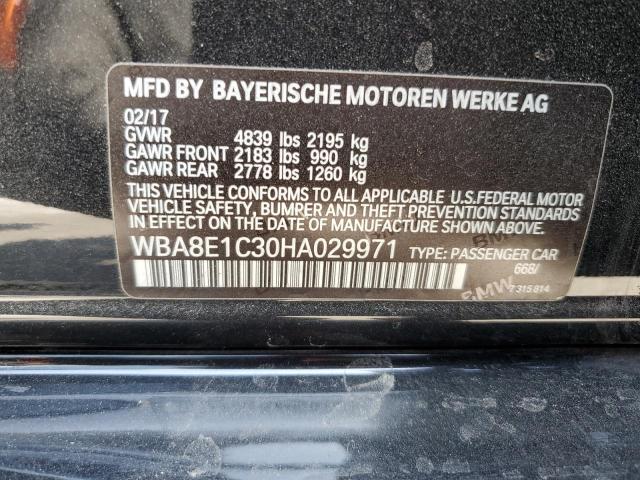 MFD BY BAYERISCHE MOTOREN WERKE AG
02/17
GVWR 4839 lbs 2195 kg
GAWR FRONT 2183 lbs 990 kg
GAWR REAR 2778 lbs 1260 kg
THIS VEHICLE CONFORMS TO ALL APPLICABLE U.S.FEDERAL MOTOR
VEHICLE SAFETY, BUMPER AND THEFT PREVENTION STANDARDS
IN EFFECT ON THE DATE OF MANUFACTURE SHOWN ABOVE
WBA8E1C30HA029971 TYPE: PASSENGER CAR
668/
7 315 814
BMW
BMW